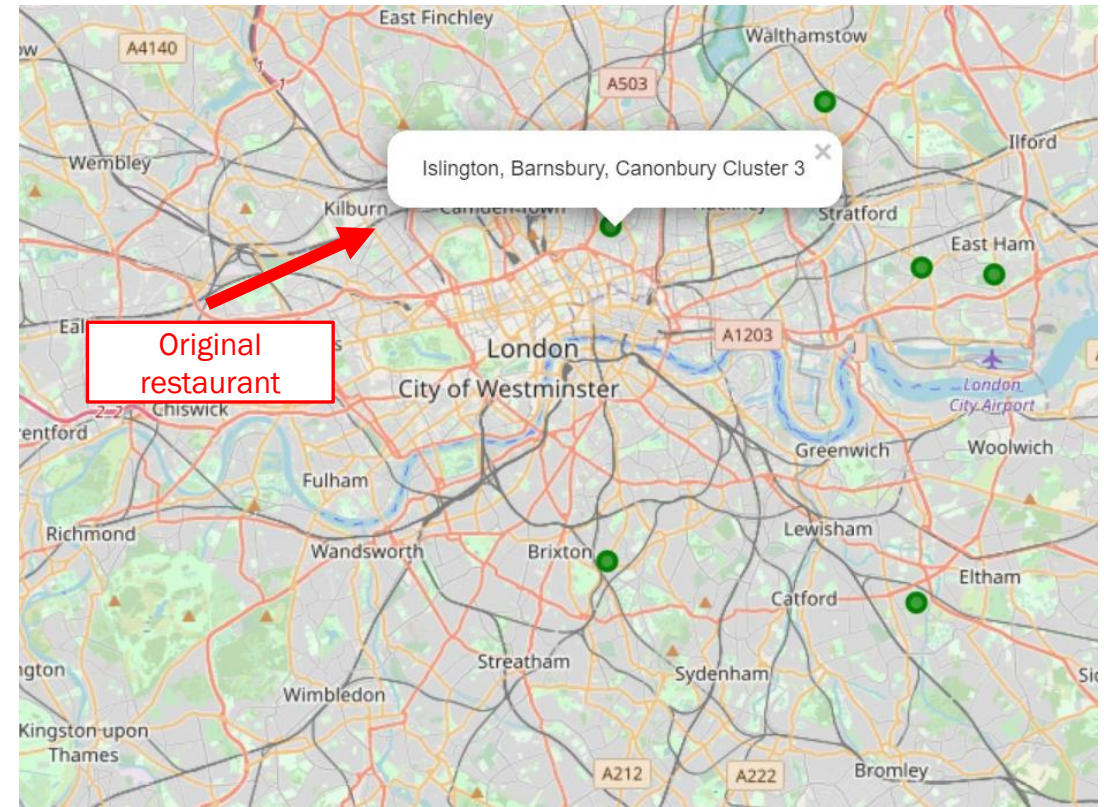 East Finchley
Walthamstow
A4140
A503
Ilford
Wembley
Islington, Barnsbury, Canonbury Cluster 3
×
Kilburn
Stratford
East Ham
Original
restaurant
A1203
London
City of Westminster
London
City Airport
Chiswick
Greenwich
Woolwich
Fulham
Richmond
Wandsworth
Brixton
Lewisham
Eltham
Catford
Streatham
Sydenham
Wimbledon
Kingston upon
Thames
A212
A222
Bromley